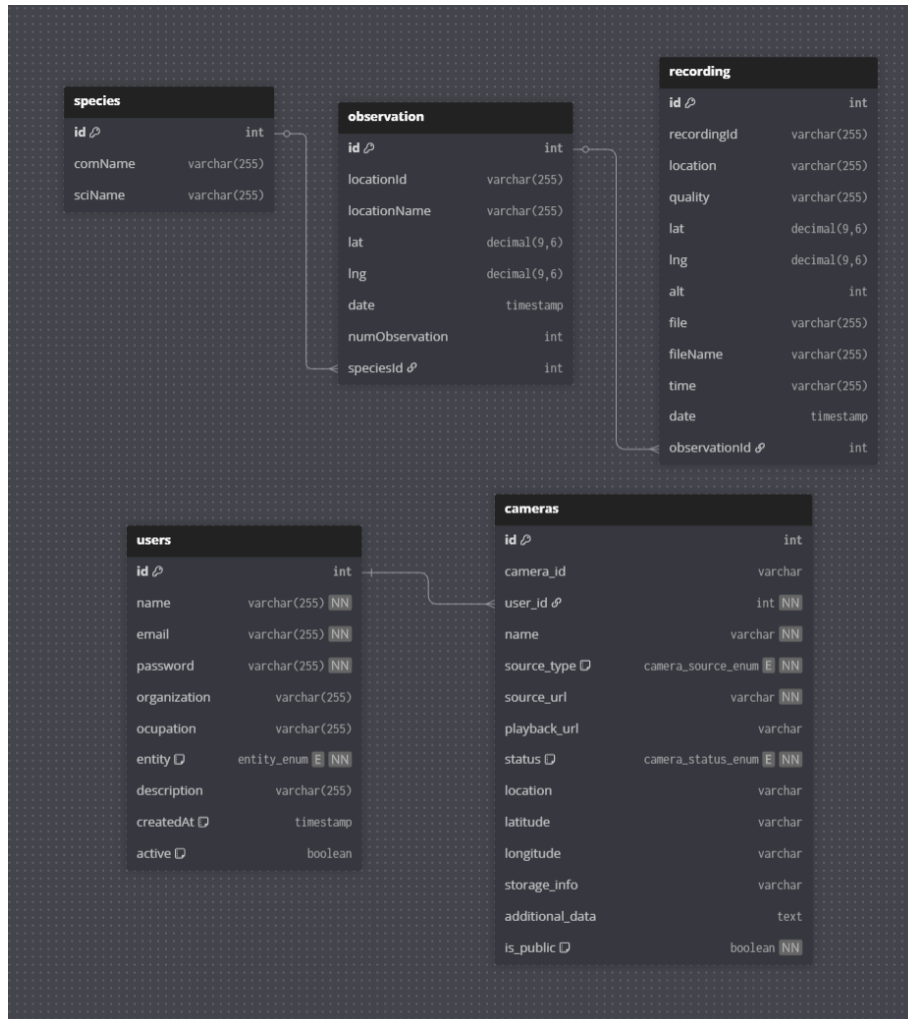 species
id int
comName varchar(255)
sciName varchar(255)
observation
id int
locationId varchar(255)
locationName varchar(255)
lat decimal(9,6)
lng decimal(9,6)
date timestamp
numObservation int
speciesId int
recording
id int
recordingId varchar(255)
location varchar(255)
quality varchar(255)
lat decimal(9,6)
lng decimal(9,6)
alt int
file varchar(255)
fileName varchar(255)
time varchar(255)
date timestamp
observationId int
users
id int
name varchar(255) NN
email varchar(255) NN
password varchar(255) NN
organization varchar(255)
ocupation varchar(255)
entity entity_enum E NN
description varchar(255)
createdAt timestamp
active boolean
cameras
id int
camera_id varchar
user_id int NN
name varchar NN
source_type camera_source_enum E NN
source_url varchar NN
playback_url varchar
status camera_status_enum E NN
location varchar
latitude varchar
longitude varchar
storage_info varchar
additional_data text
is_public boolean NN